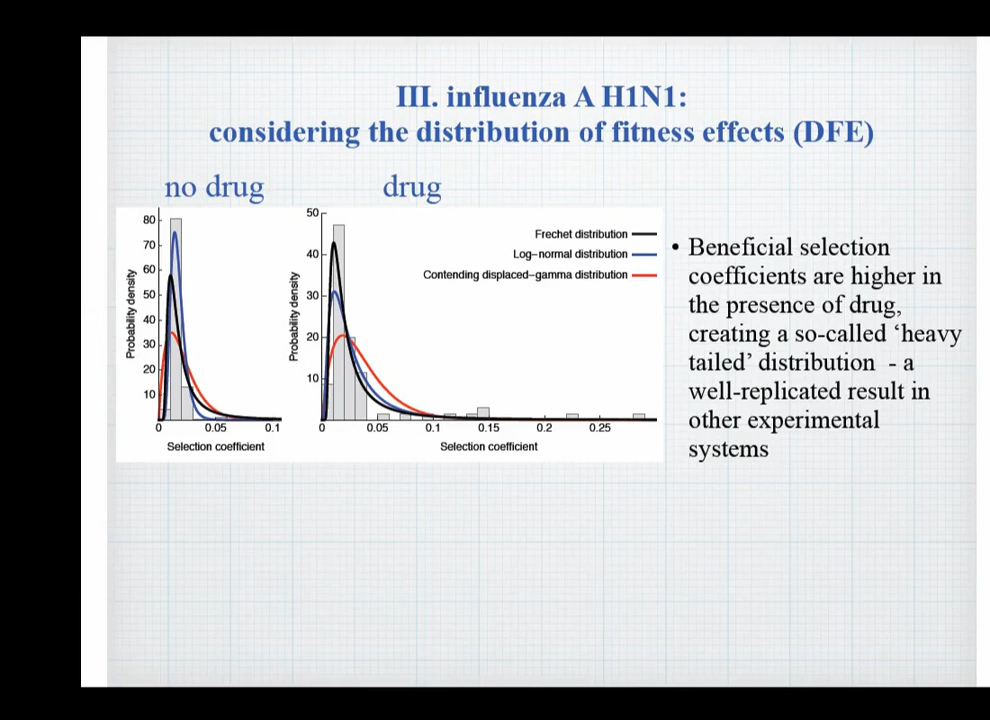 III. influenza A H1N1:
considering the distribution of fitness effects (DFE)
no drug
drug
80
70
60
50
40
30
20
10
Probability density
0
0.05
0.1
Selection coefficient
50
40
30
20
10
Probability density
0
0.05
0.1
0.15
0.2
0.25
Selection coefficient
Frechet distribution
Log–normal distribution
Contending displaced–gamma distribution
• Beneficial selection
coefficients are higher in
the presence of drug,
creating a so-called ‘heavy
tailed’ distribution - a
well-replicated result in
other experimental
systems